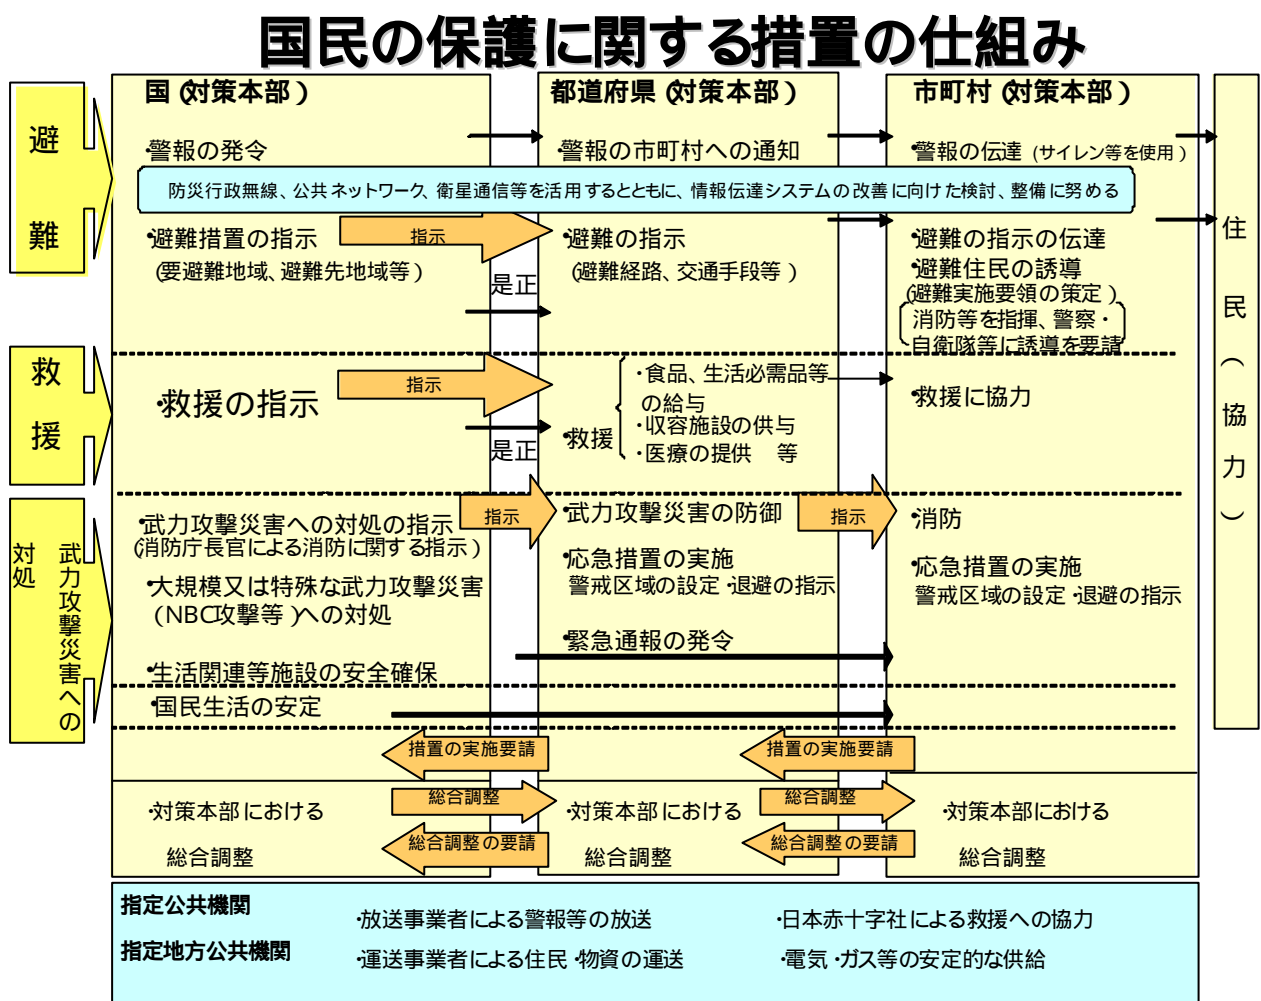 国民の保護に関する措置の仕組み
避難
国(対策本部)
・警報の発令
都道府県(対策本部)
・警報の市町村への通知
市町村(対策本部)
・警報の伝達(サイレン等を使用)
防災行政無線、公共ネットワーク、衛星通信等を活用するとともに、情報伝達システムの改善に向けた検討、整備に努める
・避難措置の指示
(要避難地域、避難先地域等)
指示
是正
・避難の指示
(避難経路、交通手段等)
・避難の指示の伝達
・避難住民の誘導
(避難実施要領の策定)
消防等を指揮、警察・
自衛隊等に誘導を要請
住民(協力)
救援
・救援の指示
指示
是正
・救援
・食品、生活必需品等
の給与
・収容施設の供与
・医療の提供 等
・救援に協力
武力攻撃災害への
対処
・武力攻撃災害への対処の指示
(消防庁長官による消防に関する指示)
・大規模又は特殊な武力攻撃災害
(NBC攻撃等)への対処
・生活関連等施設の安全確保
指示
・武力攻撃災害の防御
・応急措置の実施
警戒区域の設定・退避の指示
・緊急通報の発令
指示
・消防
・応急措置の実施
警戒区域の設定・退避の指示
・国民生活の安定
措置の実施要請
措置の実施要請
・対策本部における
総合調整
総合調整
総合調整の要請
・対策本部における
総合調整
総合調整
総合調整の要請
・対策本部における
総合調整
指定公共機関
指定地方公共機関
・放送事業者による警報等の放送
・運送事業者による住民・物資の運送
・日本赤十字社による救援への協力
・電気・ガス等の安定的な供給